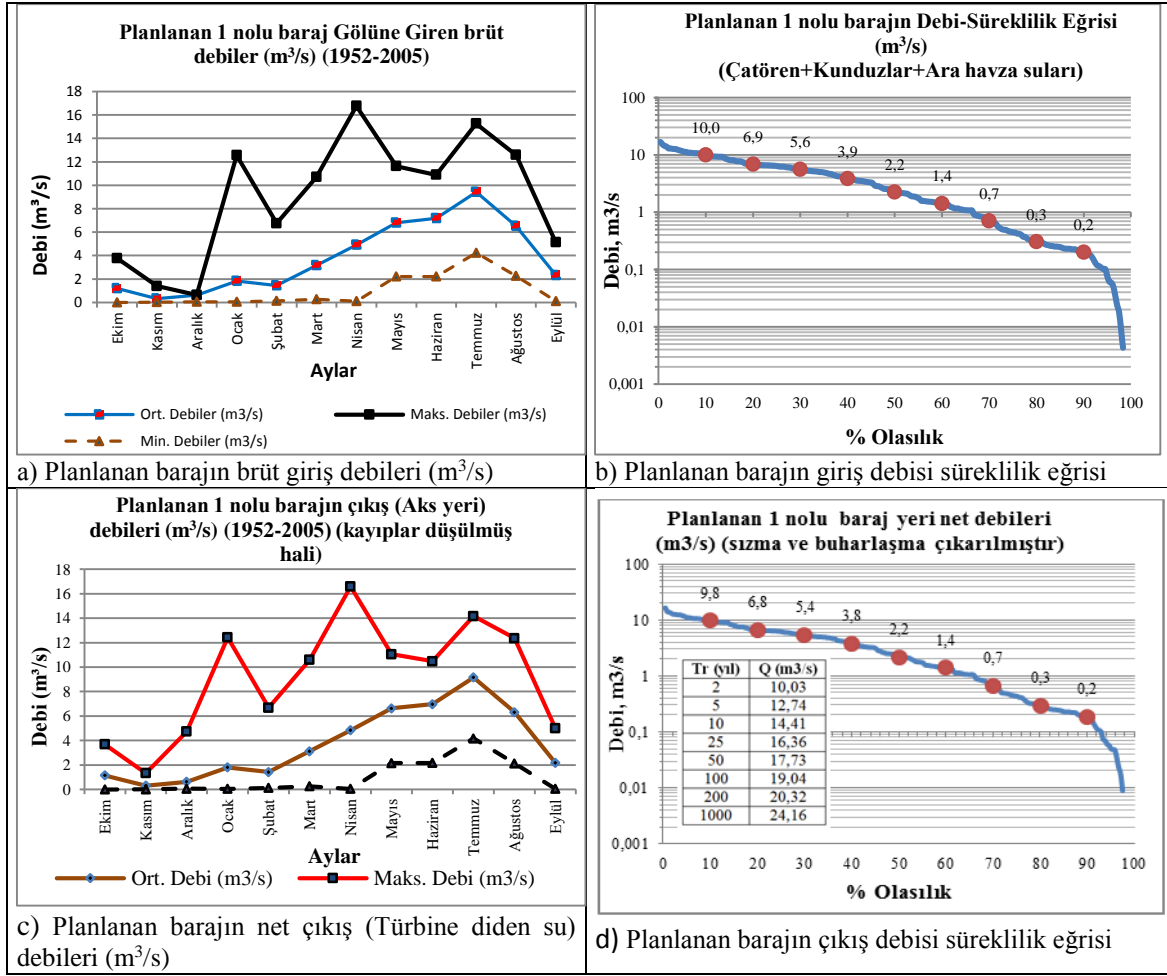 Planlanan 1 nolu baraj Gölüne Giren brüt
debiler (m³/s) (1952-2005)
Debi (m³/s)
18
16
14
12
10
8
6
4
2
0
Ekim
Kasım
Aralık
Ocak
Şubat
Mart
Nisan
Mayıs
Haziran
Temmuz
Ağustos
Eylül
Aylar
Ort. Debiler (m3/s)
Maks. Debiler (m3/s)
Min. Debiler (m3/s)
a) Planlanan barajın brüt giriş debileri (m³/s)
Planlanan 1 nolu barajın Debi-Süreklilik Eğrisi
(m³/s)
(Çatören+Kunduzlar+Ara havza suları)
Debi, m3/s
100
10
1
0,1
0,01
0,001
10,0
6,9
5,6
3,9
2,2
1,4
0,7
0,3
0,2
0 10 20 30 40 50 60 70 80 90 100
% Olasılık
b) Planlanan barajın giriş debisi süreklilik eğrisi
Planlanan 1 nolu barajın çıkış (Aks yeri)
debileri (m³/s) (1952-2005) (kayıplar düşülmüş
hali)
Debi (m³/s)
18
16
14
12
10
8
6
4
2
0
Ekim
Kasım
Aralık
Ocak
Şubat
Mart
Nisan
Mayıs
Haziran
Temmuz
Ağustos
Eylül
Aylar
Ort. Debi (m3/s)
Maks. Debi (m3/s)
c) Planlanan barajın net çıkış (Türbine diden su)
debileri (m³/s)
Planlanan 1 nolu baraj yeri net debileri
(m3/s) (sızma ve buharlaşma çıkarılmıştır)
Debi, m3/s
100
10
1
0,1
0,01
0,001
9,8
6,8
5,4
3,8
2,2
1,4
0,7
0,3
0,2
Tr (yıl) Q (m3/s)
2 10,03
5 12,74
10 14,41
25 16,36
50 17,73
100 19,04
200 20,32
1000 24,16
0 10 20 30 40 50 60 70 80 90 100
% Olasılık
d) Planlanan barajın çıkış debisi süreklilik eğrisi